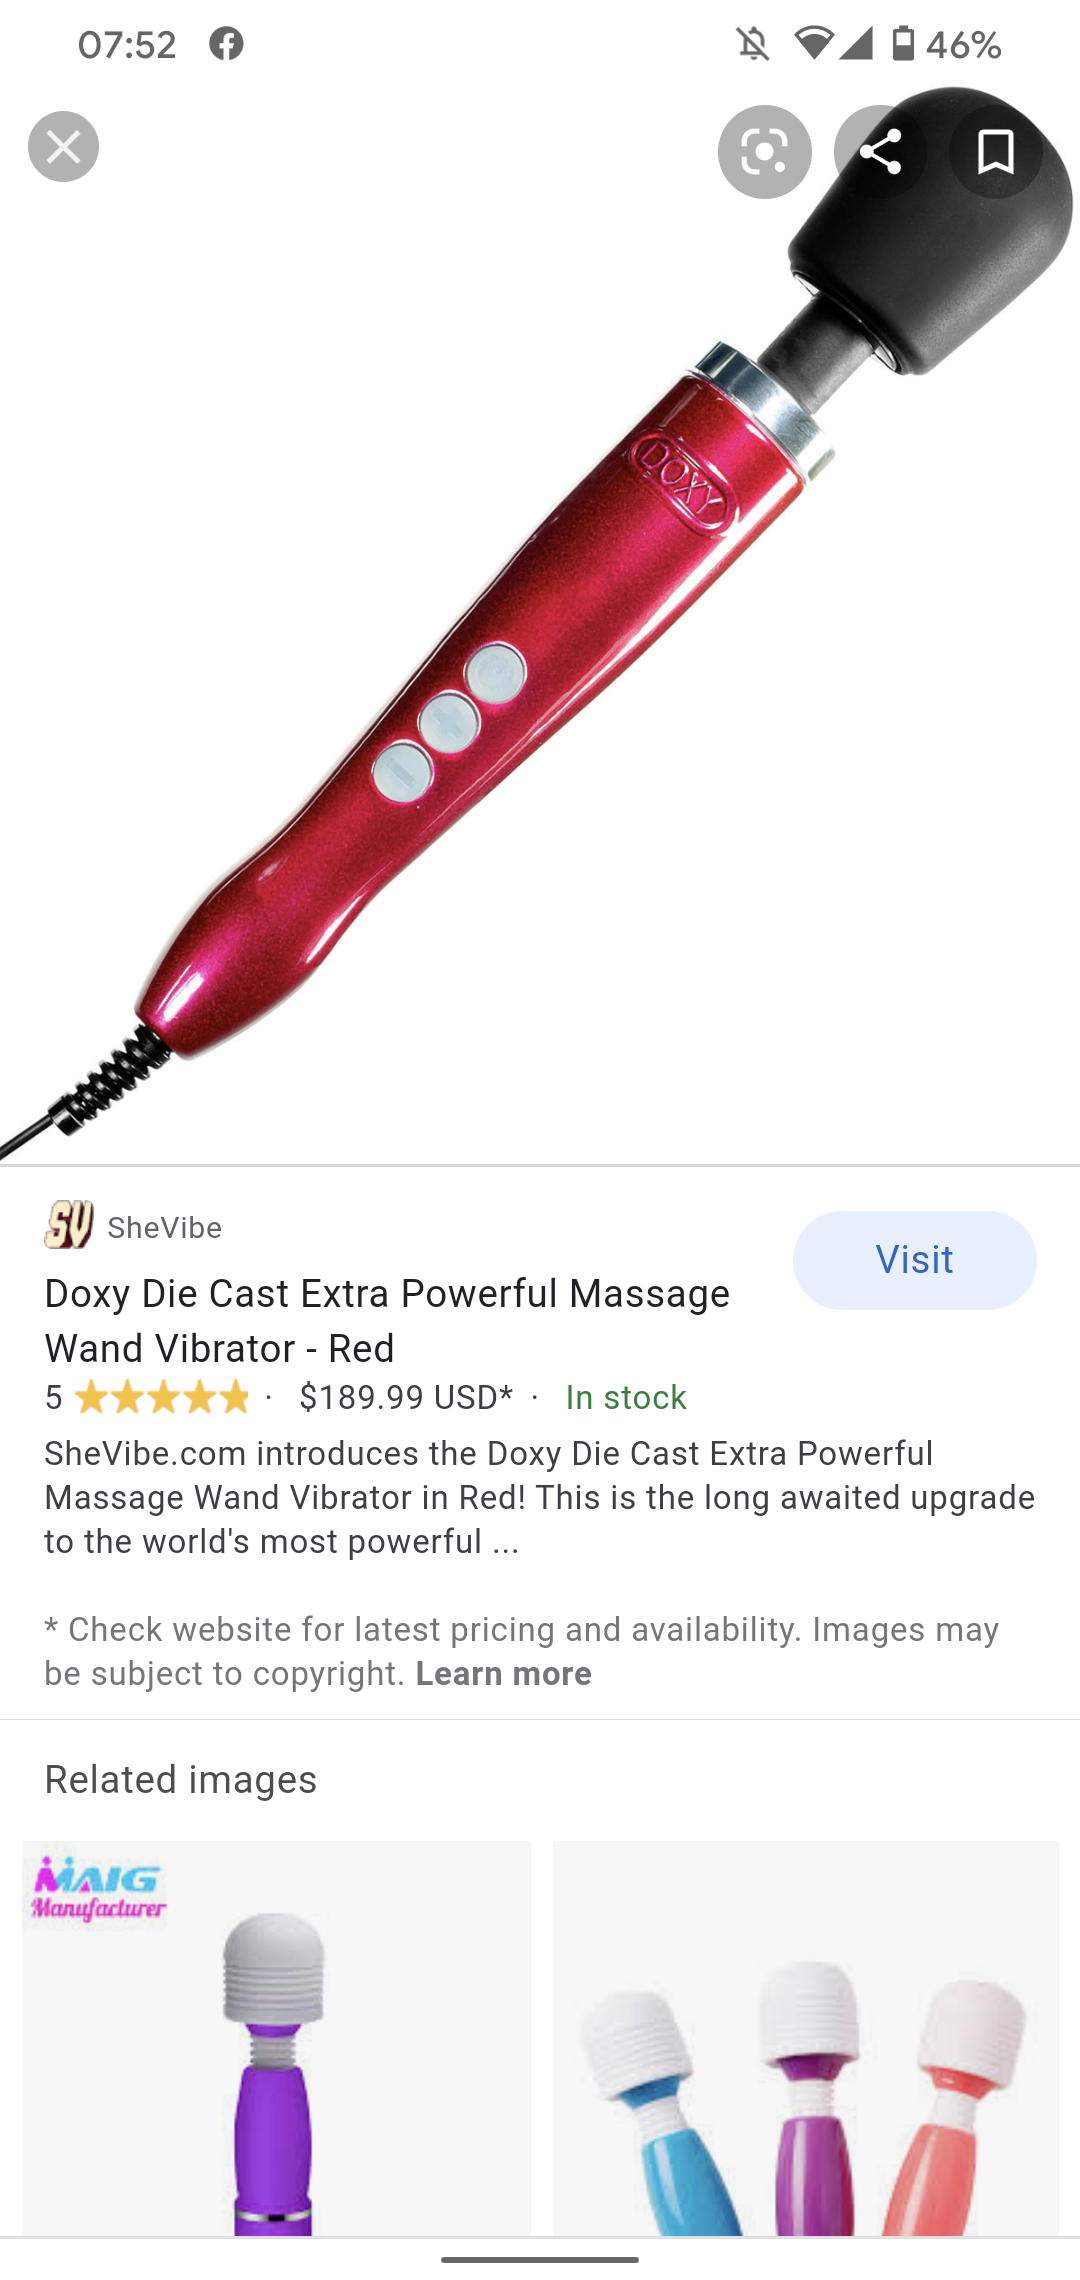 07:52
46%
DOXY
SV
SheVibe
Visit
Doxy Die Cast Extra Powerful Massage
Wand Vibrator - Red
5 · $189.99 USD* · In stock
SheVibe.com introduces the Doxy Die Cast Extra Powerful
Massage Wand Vibrator in Red! This is the long awaited upgrade
to the world's most powerful ...
* Check website for latest pricing and availability. Images may
be subject to copyright. Learn more
Related images
MAIG
Manufacturer